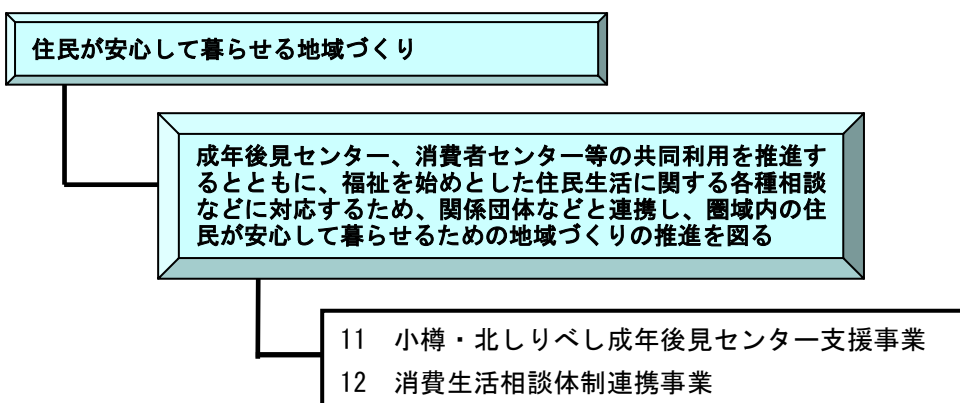 住民が安心して暮らせる地域づくり
成年後見センター、消費者センター等の共同利用を推進す
るとともに、福祉を始めとした住民生活に関する各種相談
などに対応するため、関係団体などと連携し、圏域内の住
民が安心して暮らせるための地域づくりの推進を図る
11　小樽・北しりべし成年後見センター支援事業
12　消費生活相談体制連携事業